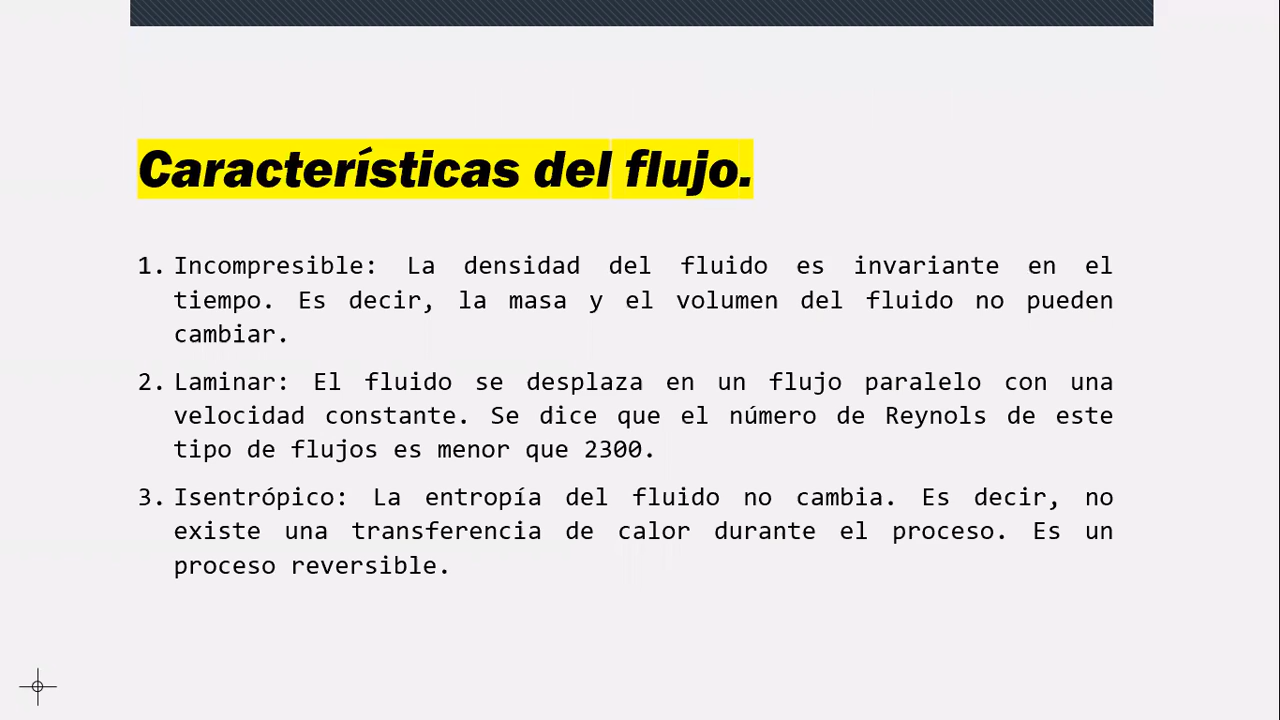 Características del flujo.
1. Incompresible: La densidad del fluido es invariante en el
tiempo. Es decir, la masa y el volumen del fluido no pueden
cambiar.
2. Laminar: El fluido se desplaza en un flujo paralelo con una
velocidad constante. Se dice que el número de Reynols de este
tipo de flujos es menor que 2300.
3. Isentrópico: La entropía del fluido no cambia. Es decir, no
existe una transferencia de calor durante el proceso. Es un
proceso reversible.